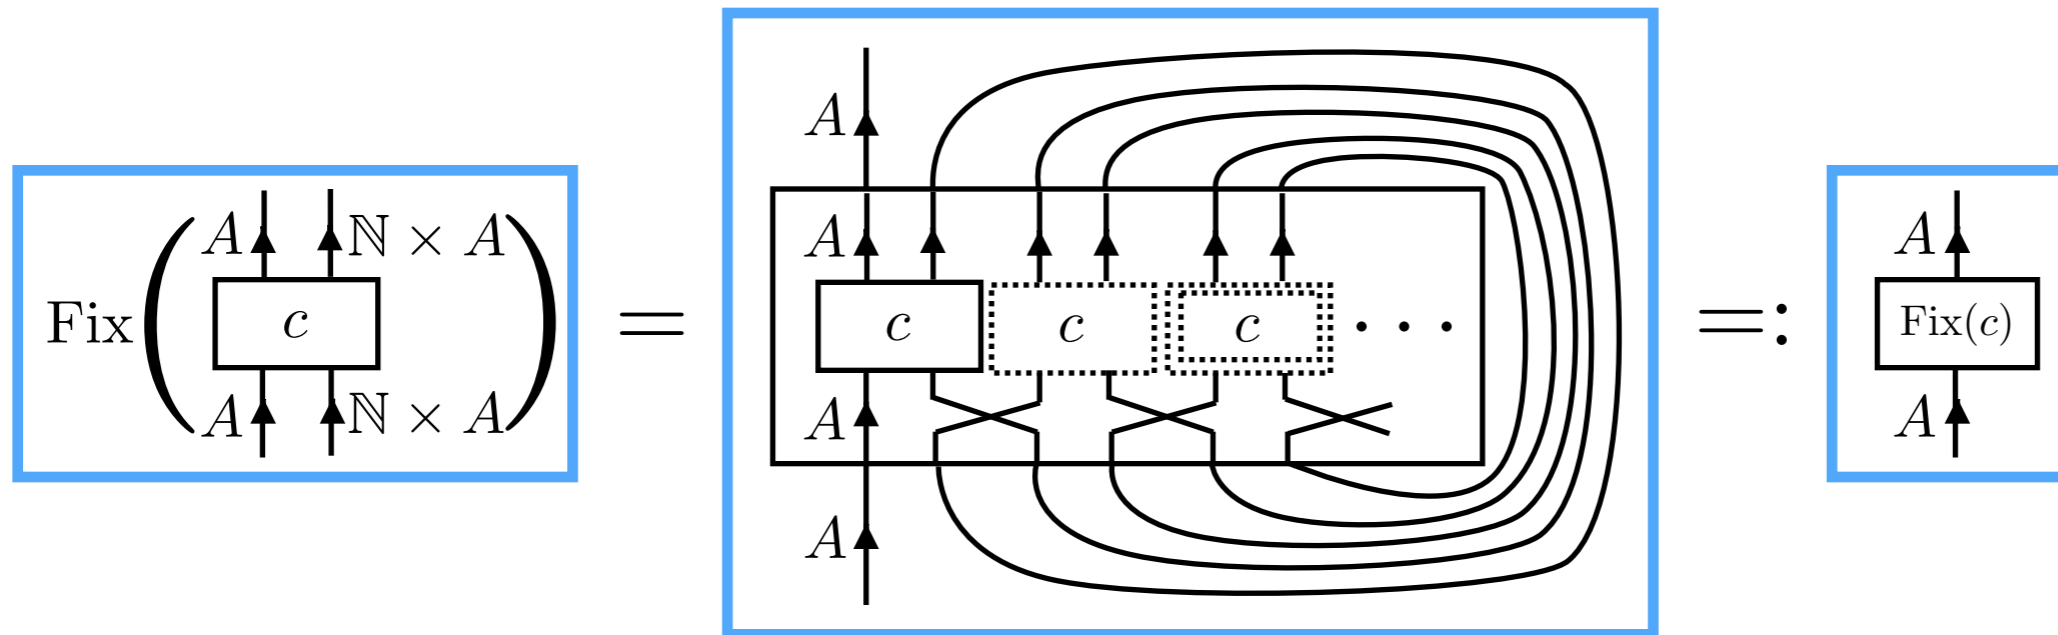 A
A ℕ × A A A
Fix( c ) = c c c · · · =: Fix(c)
A ℕ × A A A
A